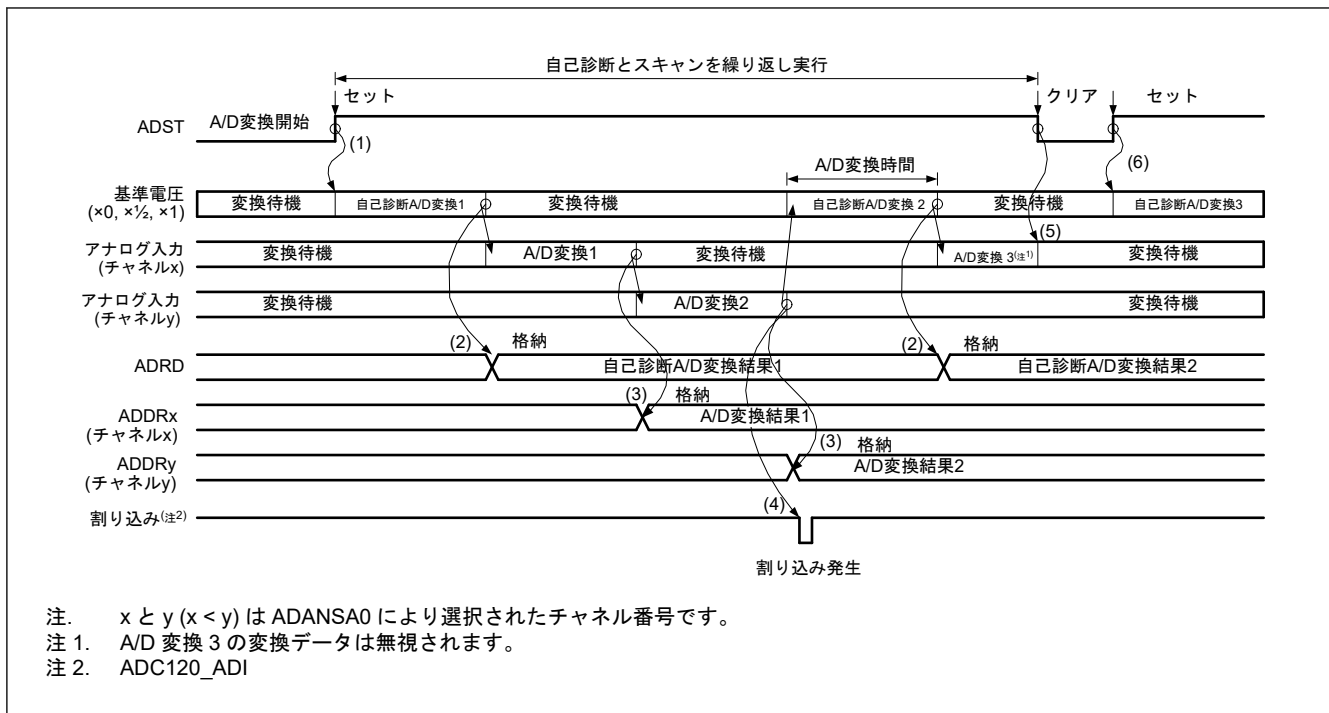 自己診断とスキャンを繰り返し実行
セット
クリア
セット
ADST
A/D変換開始
(1)
(6)
A/D変換時間
基準電圧
(×0, ×½, ×1)
変換待機
自己診断A/D変換1
変換待機
自己診断A/D変換 2
変換待機
自己診断A/D変換3
(5)
アナログ入力
(チャネルx)
変換待機
A/D変換1
変換待機
A/D変換 3(注1)
変換待機
アナログ入力
(チャネルy)
変換待機
A/D変換2
変換待機
ADRD
(2)
格納
自己診断A/D変換結果1
(2)
格納
自己診断A/D変換結果2
ADDRx
(チャネルx)
(3)
格納
A/D変換結果1
ADDRy
(チャネルy)
(3)
格納
A/D変換結果2
割り込み(注2)
(4)
割り込み発生
注. x と y (x < y) は ADANSA0 により選択されたチャネル番号です。
注 1. A/D 変換 3 の変換データは無視されます。
注 2. ADC120_ADI